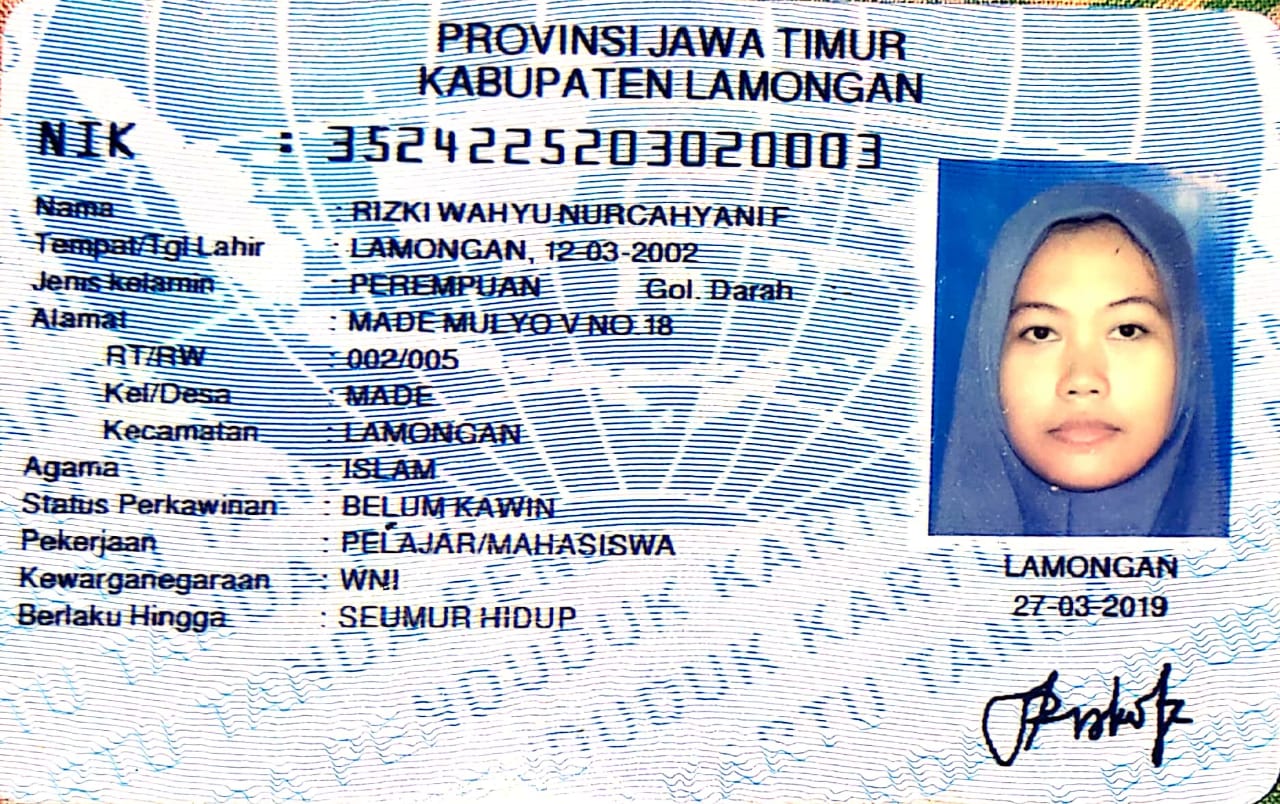 PROVINSI JAWA TIMUR
KABUPATEN LAMONGAN
NIK : 3524225203020003
Nama : RIZKI WAHYU NURCAHYANI F
Tempat/Tgl Lahir : LAMONGAN, 12-03-2002
Jenis kelamin : PEREMPUAN Gol. Darah : -
Alamat : MADE MULYO V NO.18
RT/RW : 002/005
Kel/Desa : MADE
Kecamatan : LAMONGAN
Agama : ISLAM
Status Perkawinan : BELUM KAWIN
Pekerjaan : PELAJAR/MAHASISWA
Kewarganegaraan : WNI
Berlaku Hingga : SEUMUR HIDUP
LAMONGAN
27-03-2019